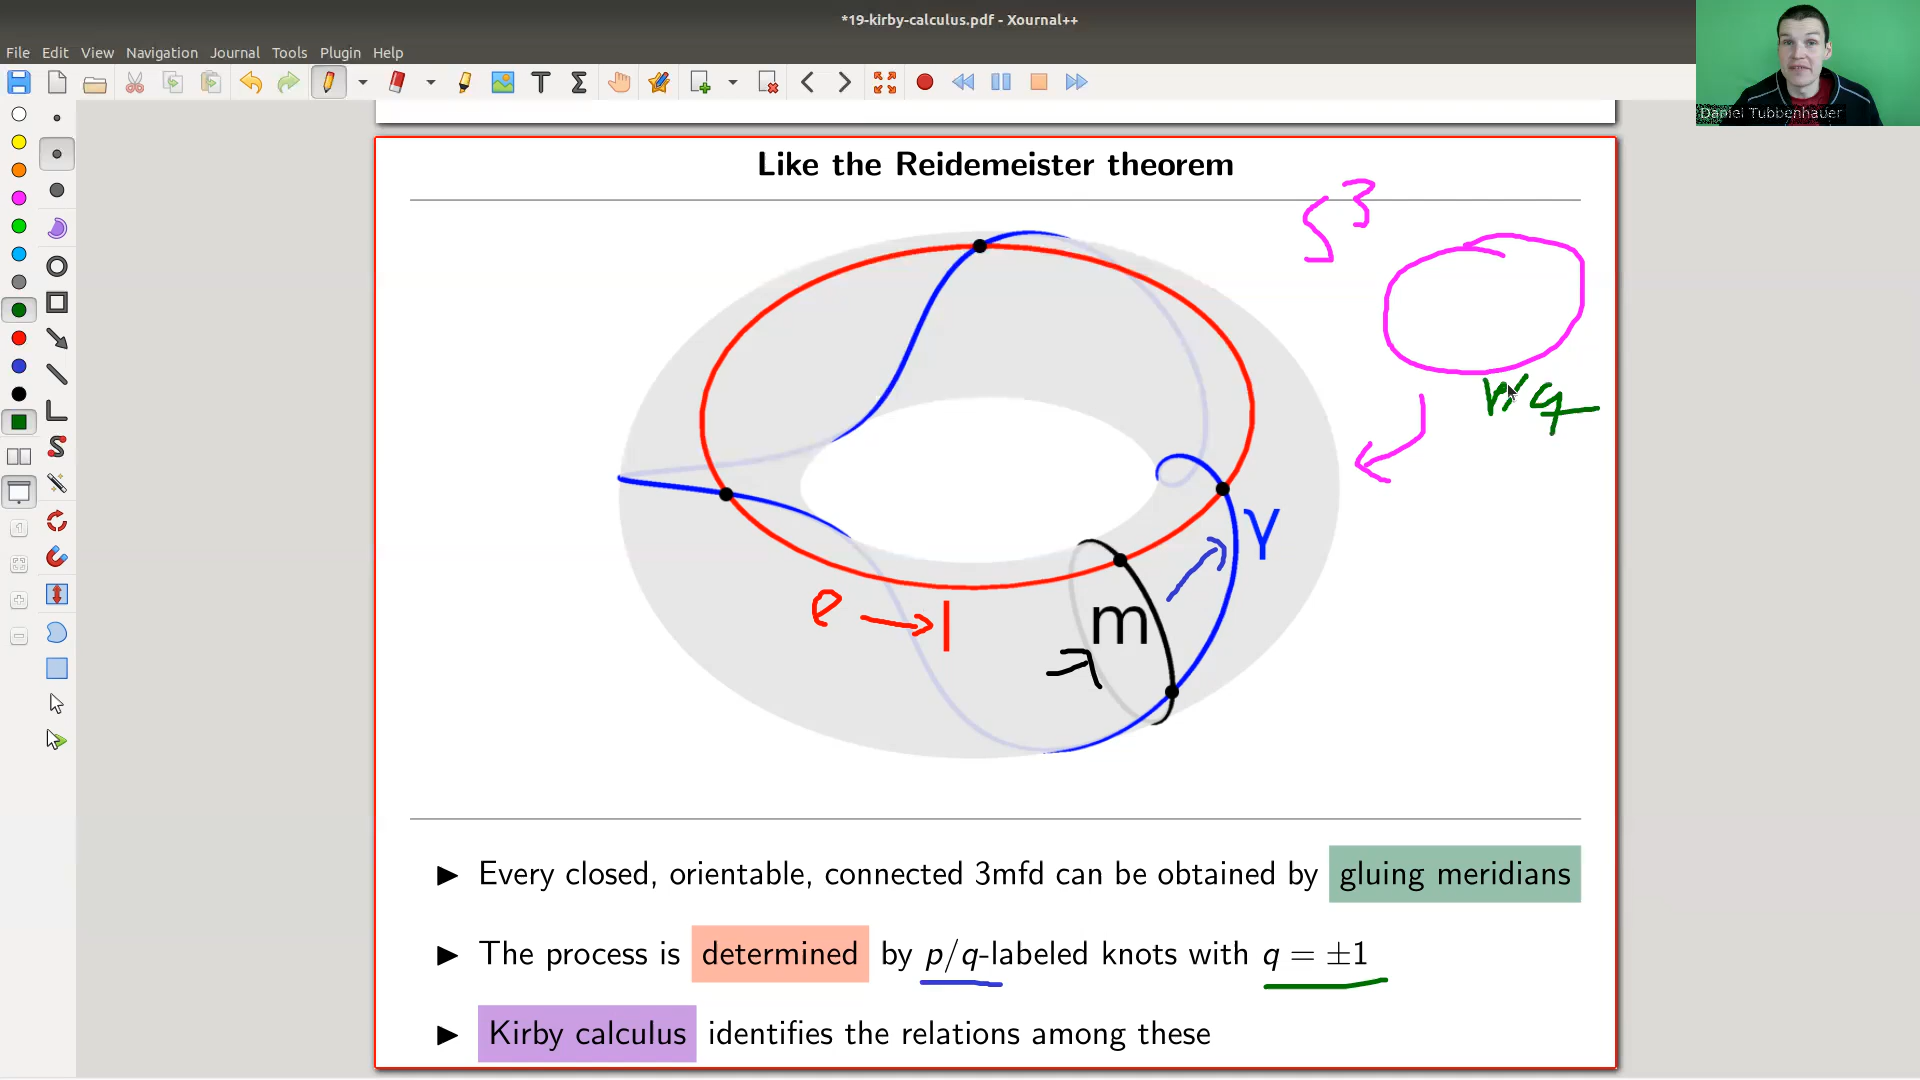 *19-kirby-calculus.pdf - Xournal++
File Edit View Navigation Journal Tools Plugin Help
Daniel Tubbenhauer
Like the Reidemeister theorem
S³
γ
e → l
m
▶ Every closed, orientable, connected 3mfd can be obtained by gluing meridians
▶ The process is determined by p/q-labeled knots with q = ±1
▶ Kirby calculus identifies the relations among these